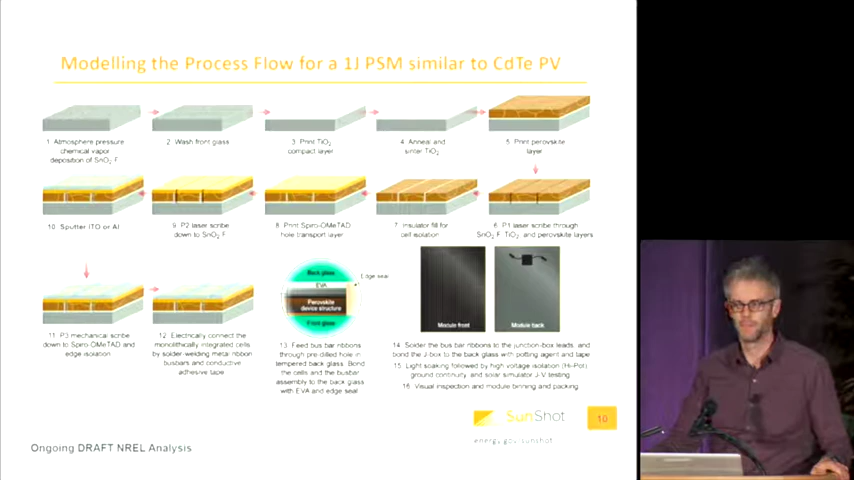 Modelling the Process Flow for a 1J PSM similar to CdTe PV
1 Atmosphere pressure
chemical vapor
deposition of SnO2:F
2 Wash front glass
3 Print TiO2
compact layer
4 Anneal and
sinter TiO2
5 Print perovskite
layer
10 Sputter ITO or Al
9 P2 laser scribe
down to SnO2:F
8 Print Spiro-OMeTAD
hole transport layer
7 Insulator fill for
cell isolation
6 P1 laser scribe through
SnO2:F, TiO2, and perovskite layers
11 P3 mechanical scribe
down to Spiro-OMeTAD and
edge isolation
12 Electrically connect the
monolithically integrated cells
by solder-welding metal ribbon
busbars and conductive
adhesive tape
Back glass
EVA
Edge seal
Perovskite
device structure
Front glass
13 Feed bus bar ribbons
through pre-drilled hole in
tempered back glass. Bond
the cells and the busbar
assembly to the back glass
with EVA and edge seal
Module front
Module back
14 Solder the bus bar ribbons to the junction-box leads, and
bond the J-box to the back glass with potting agent and tape
15 Light soaking followed by high voltage isolation (Hi-Pot)
ground continuity, and solar simulator J-V testing
16 Visual inspection and module binning and packing
SunShot
10
energy.gov/sunshot
Ongoing DRAFT NREL Analysis